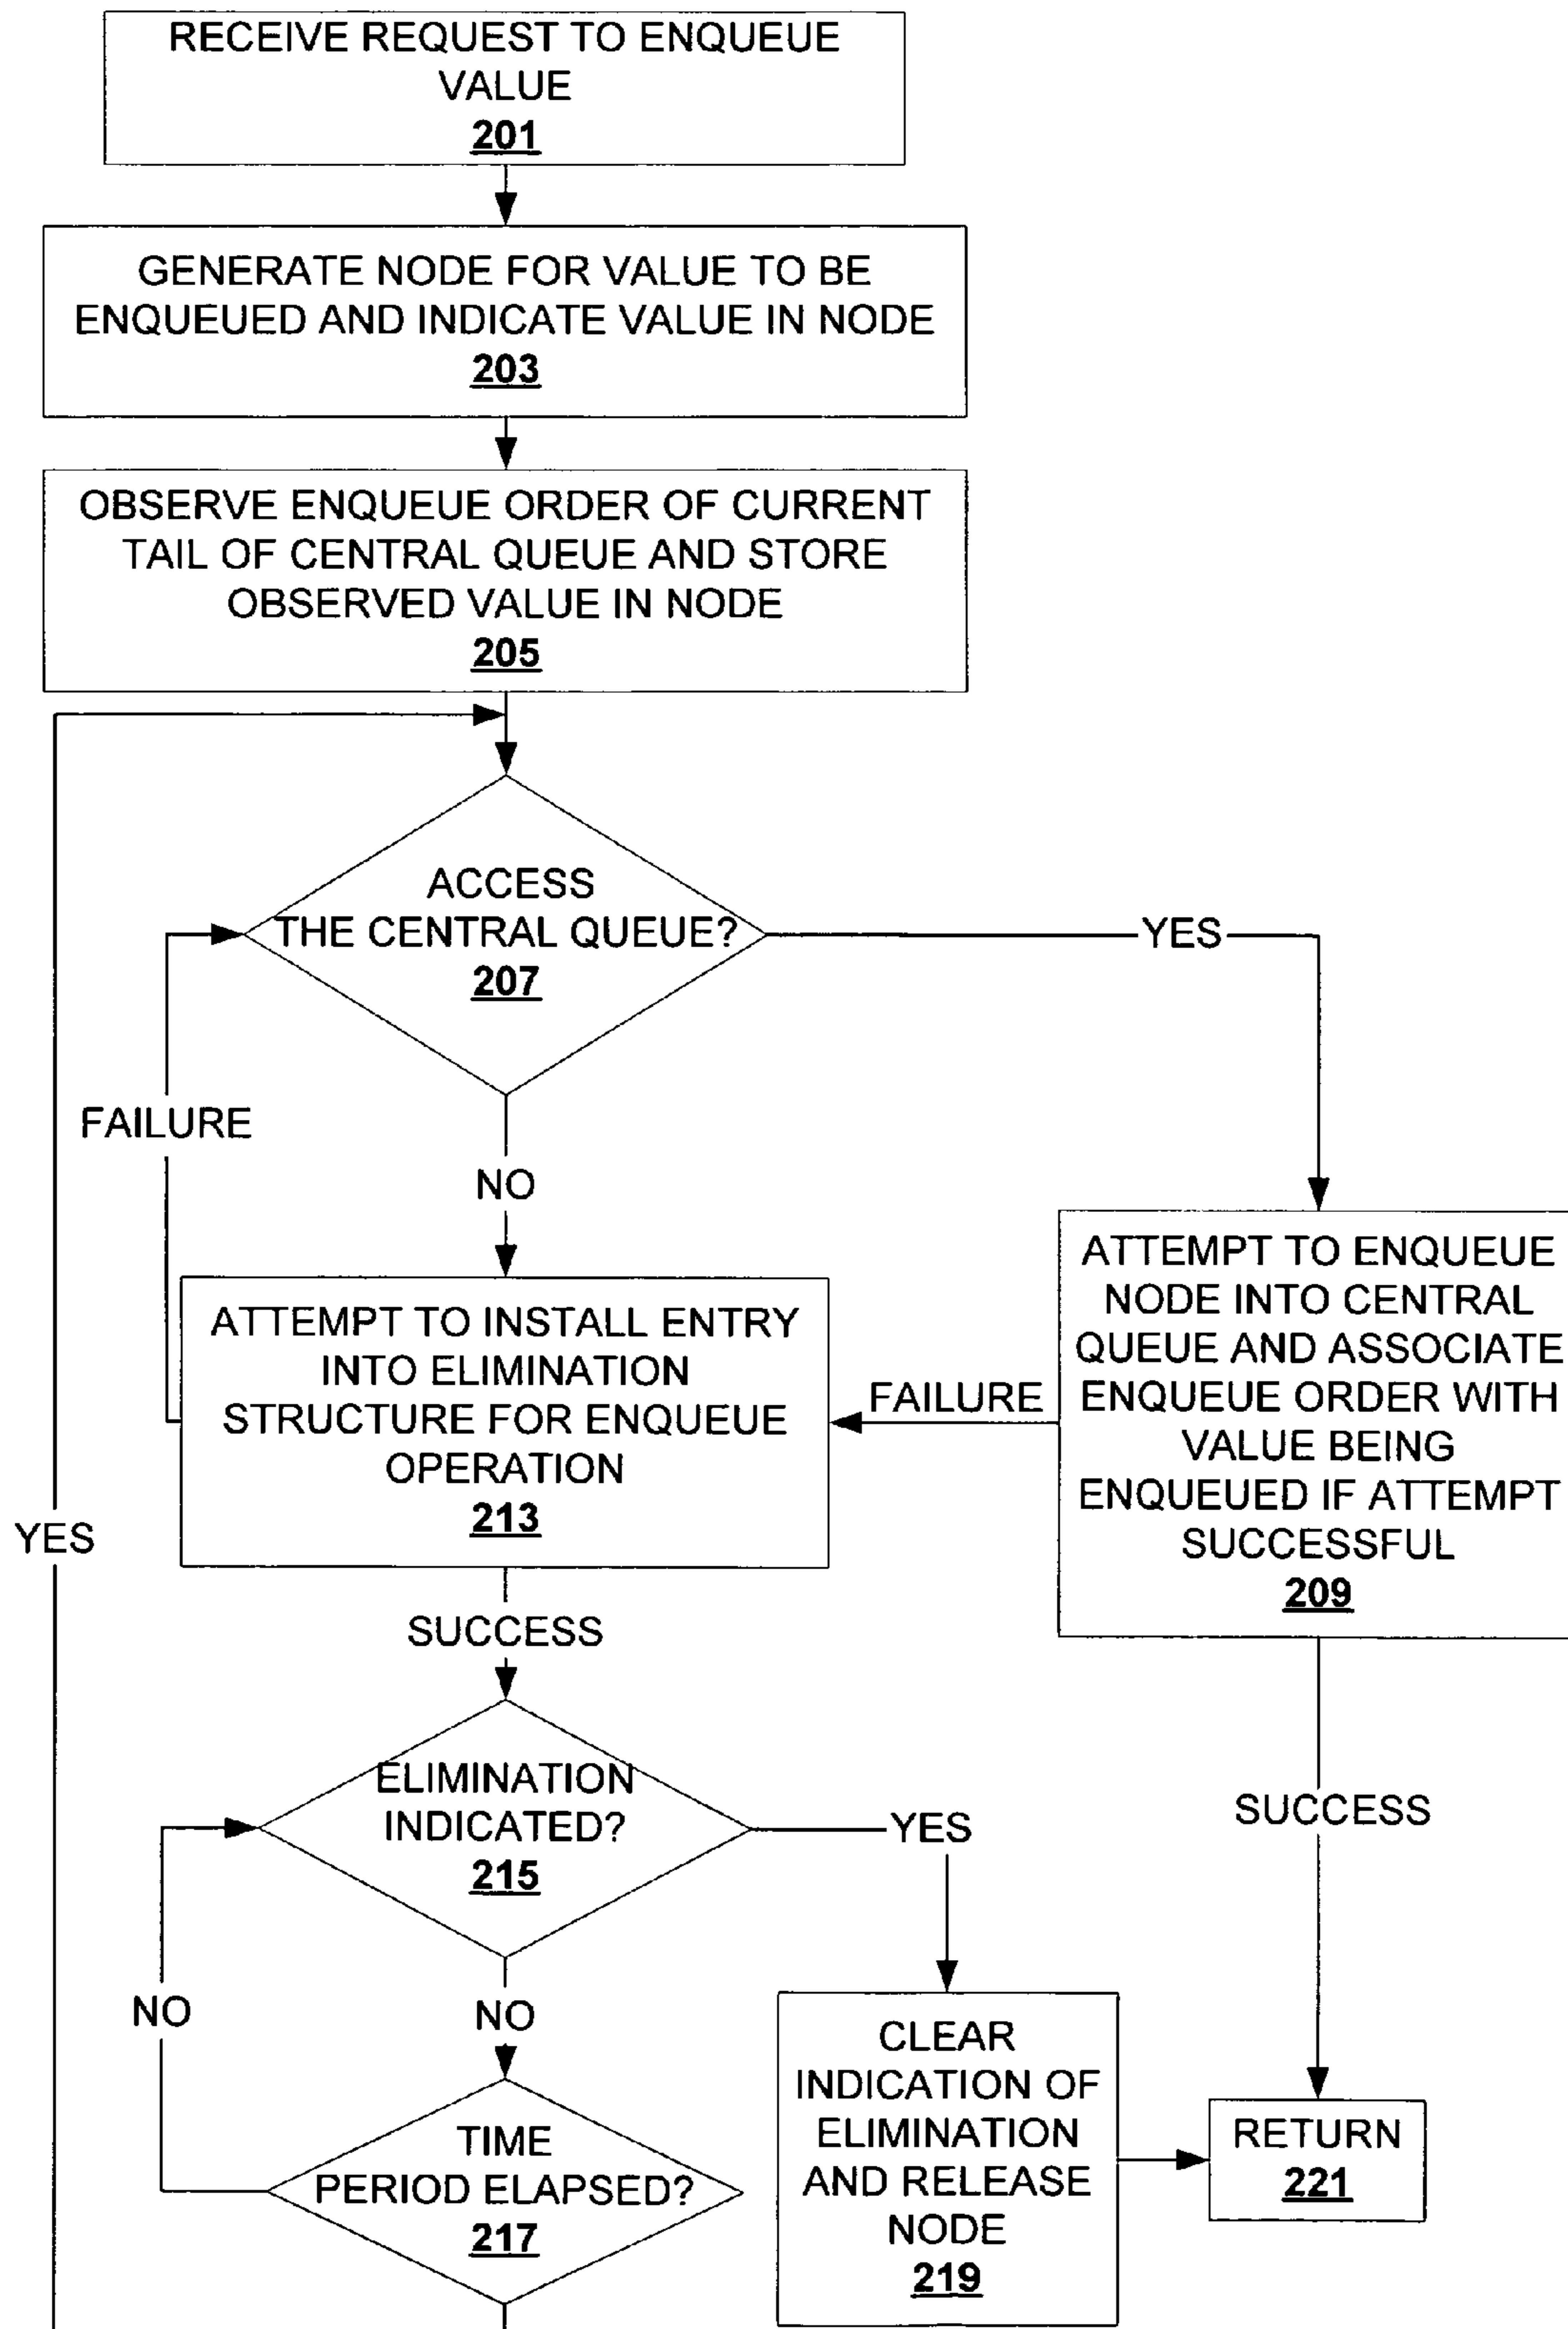 RECEIVE REQUEST TO ENQUEUE
VALUE
201
GENERATE NODE FOR VALUE TO BE
ENQUEUED AND INDICATE VALUE IN NODE
203
OBSERVE ENQUEUE ORDER OF CURRENT
TAIL OF CENTRAL QUEUE AND STORE
OBSERVED VALUE IN NODE
205
ACCESS
THE CENTRAL QUEUE?
207
YES
FAILURE
NO
ATTEMPT TO INSTALL ENTRY
INTO ELIMINATION
STRUCTURE FOR ENQUEUE
OPERATION
213
FAILURE
ATTEMPT TO ENQUEUE
NODE INTO CENTRAL
QUEUE AND ASSOCIATE
ENQUEUE ORDER WITH
VALUE BEING
ENQUEUED IF ATTEMPT
SUCCESSFUL
209
YES
SUCCESS
ELIMINATION
INDICATED?
215
YES
SUCCESS
NO
NO
TIME
PERIOD ELAPSED?
217
CLEAR
INDICATION OF
ELIMINATION
AND RELEASE
NODE
219
RETURN
221